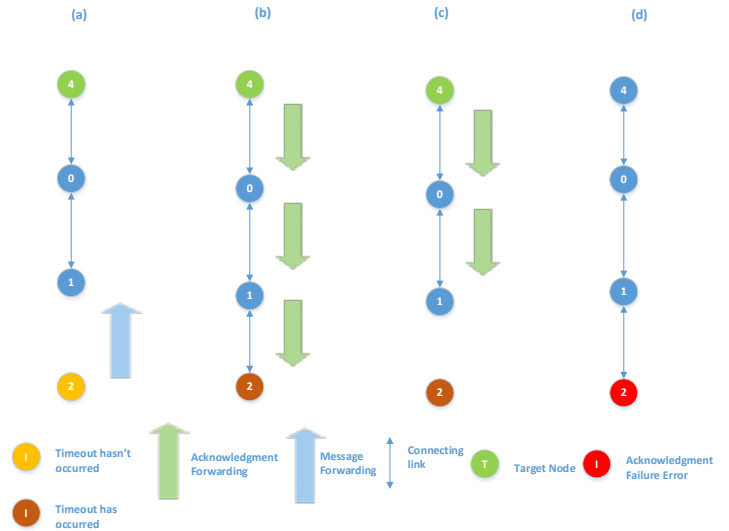 (a) (b) (c) (d)
4 4 4 4
0 0 0 0
1 1 1 1
2 2 2 2
I Timeout hasn't
occurred
Acknowledgment
Forwarding
Message
Forwarding
Connecting
link
T Target Node
I Acknowledgment
Failure Error
I Timeout has
occurred